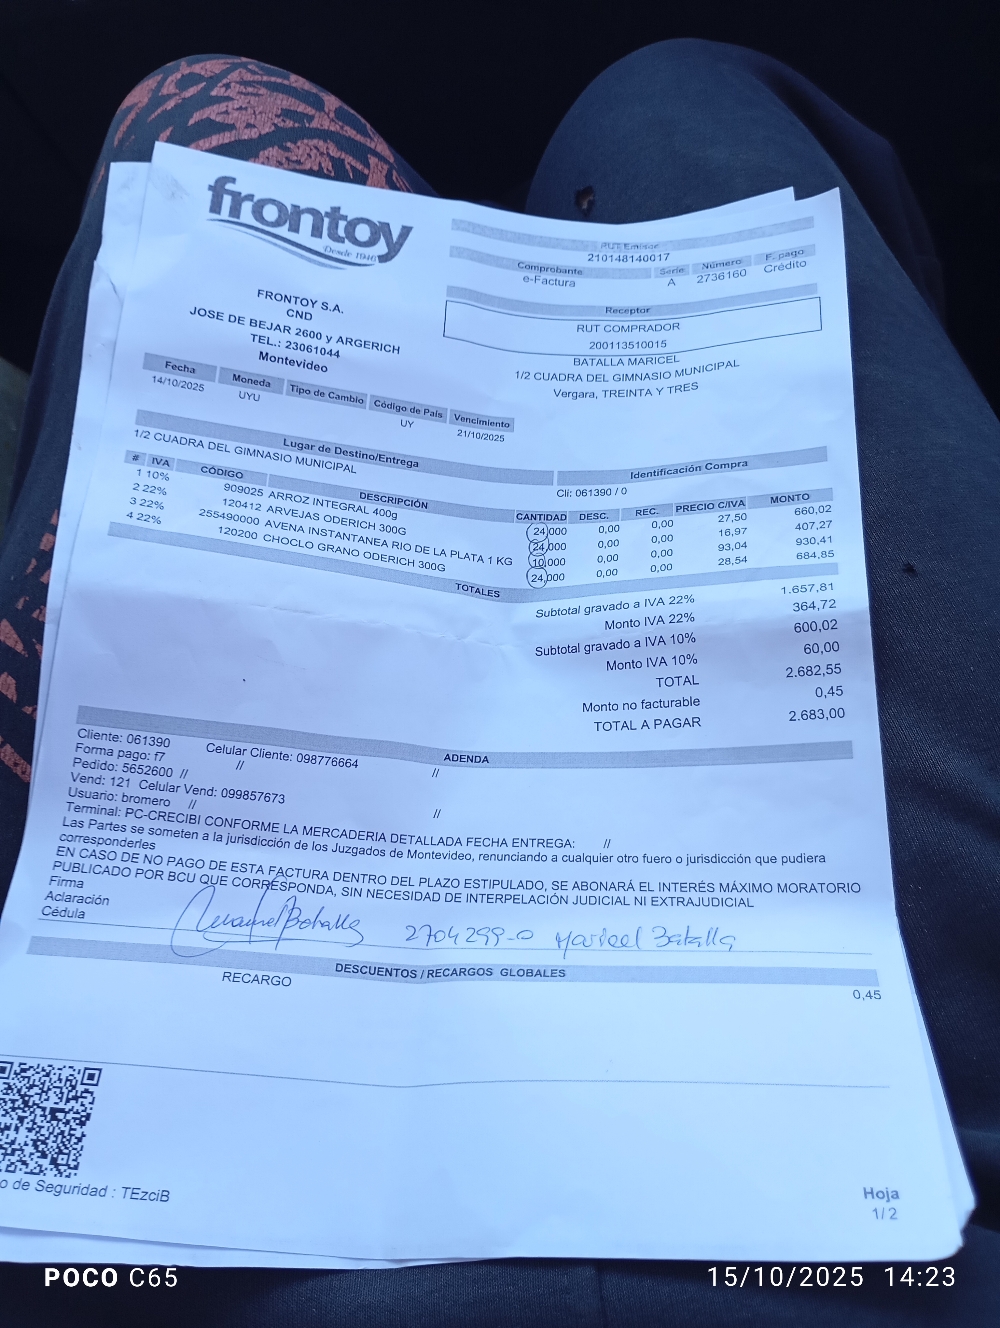 frontoy
Desde 1946
RUT Emisor
210148140017
Comprobante Serie Número F. pago
e-Factura A 2736160 Crédito
FRONTOY S.A.
CND
JOSE DE BEJAR 2600 y ARGERICH
TEL.: 23061044
Montevideo
Receptor
RUT COMPRADOR
200113510015
BATALLA MARICEL
1/2 CUADRA DEL GIMNASIO MUNICIPAL
Vergara, TREINTA Y TRES
Fecha Moneda Tipo de Cambio Código de País Vencimiento
14/10/2025 UYU UY 21/10/2025
Lugar de Destino/Entrega
1/2 CUADRA DEL GIMNASIO MUNICIPAL
Identificación Compra
Cli: 061390 / 0
# IVA CÓDIGO DESCRIPCIÓN CANTIDAD DESC. REC. PRECIO C/IVA MONTO
1 10% 909025 ARROZ INTEGRAL 400g 24,000 0,00 0,00 27,50 660,02
2 22% 120412 ARVEJAS ODERICH 300G 24,000 0,00 0,00 16,97 407,27
3 22% 255490000 AVENA INSTANTANEA RIO DE LA PLATA 1 KG 10,000 0,00 0,00 93,04 930,41
4 22% 120200 CHOCLO GRANO ODERICH 300G 24,000 0,00 0,00 28,54 684,85
TOTALES
Subtotal gravado a IVA 22% 1.657,81
Monto IVA 22% 364,72
Subtotal gravado a IVA 10% 600,02
Monto IVA 10% 60,00
TOTAL 2.682,55
Monto no facturable 0,45
TOTAL A PAGAR 2.683,00
ADENDA
Cliente: 061390 Celular Cliente: 098776664 //
Forma pago: f7 //
Pedido: 5652600 //
Vend: 121 Celular Vend: 099857673 //
Usuario: bromero //
Terminal: PC-CRECIBI CONFORME LA MERCADERIA DETALLADA FECHA ENTREGA: //
Las Partes se someten a la jurisdicción de los Juzgados de Montevideo, renunciando a cualquier otro fuero o jurisdicción que pudiera
corresponderles
EN CASO DE NO PAGO DE ESTA FACTURA DENTRO DEL PLAZO ESTIPULADO, SE ABONARÁ EL INTERÉS MÁXIMO MORATORIO
PUBLICADO POR BCU QUE CORRESPONDA, SIN NECESIDAD DE INTERPELACIÓN JUDICIAL NI EXTRAJUDICIAL
Firma
Aclaración
Cédula
2704299-0 Maricel Batalla
DESCUENTOS / RECARGOS GLOBALES
RECARGO 0,45
o de Seguridad : TEzciB
Hoja
1/ 2
POCO C65
15/10/2025 14:23